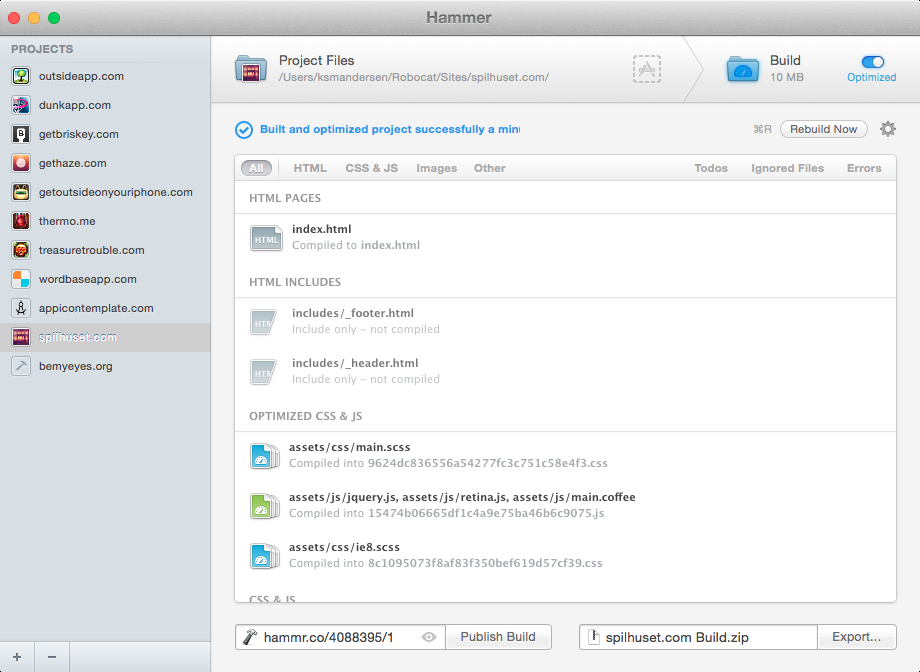 Hammer
PROJECTS
outsideapp.com
dunkapp.com
getbriskey.com
gethaze.com
getoutsideonyouriphone.com
thermo.me
treasuretrouble.com
wordbaseapp.com
appicontemplate.com
spilhuset.com
bemyeyes.org
+ −
Project Files
/Users/ksmandersen/Robocat/Sites/spilhuset.com/
Build
10 MB
Optimized
Built and optimized project successfully a minu
⌘R Rebuild Now
All HTML CSS & JS Images Other Todos Ignored Files Errors
HTML PAGES
HTML
index.html
Compiled to index.html
HTML INCLUDES
HTM
includes/_footer.html
Include only – not compiled
HTM
includes/_header.html
Include only – not compiled
OPTIMIZED CSS & JS
assets/css/main.scss
Compiled into 9624dc836556a54277fc3c751c58e4f3.css
assets/js/jquery.js, assets/js/retina.js, assets/js/main.coffee
Compiled into 15474b06665df1c4a9e75ba46b6c9075.js
assets/css/ie8.scss
Compiled into 8c1095073f8af83f350bef619d57cf39.css
CSS & JS
hammr.co/4088395/1 Publish Build spilhuset.com Build.zip Export...